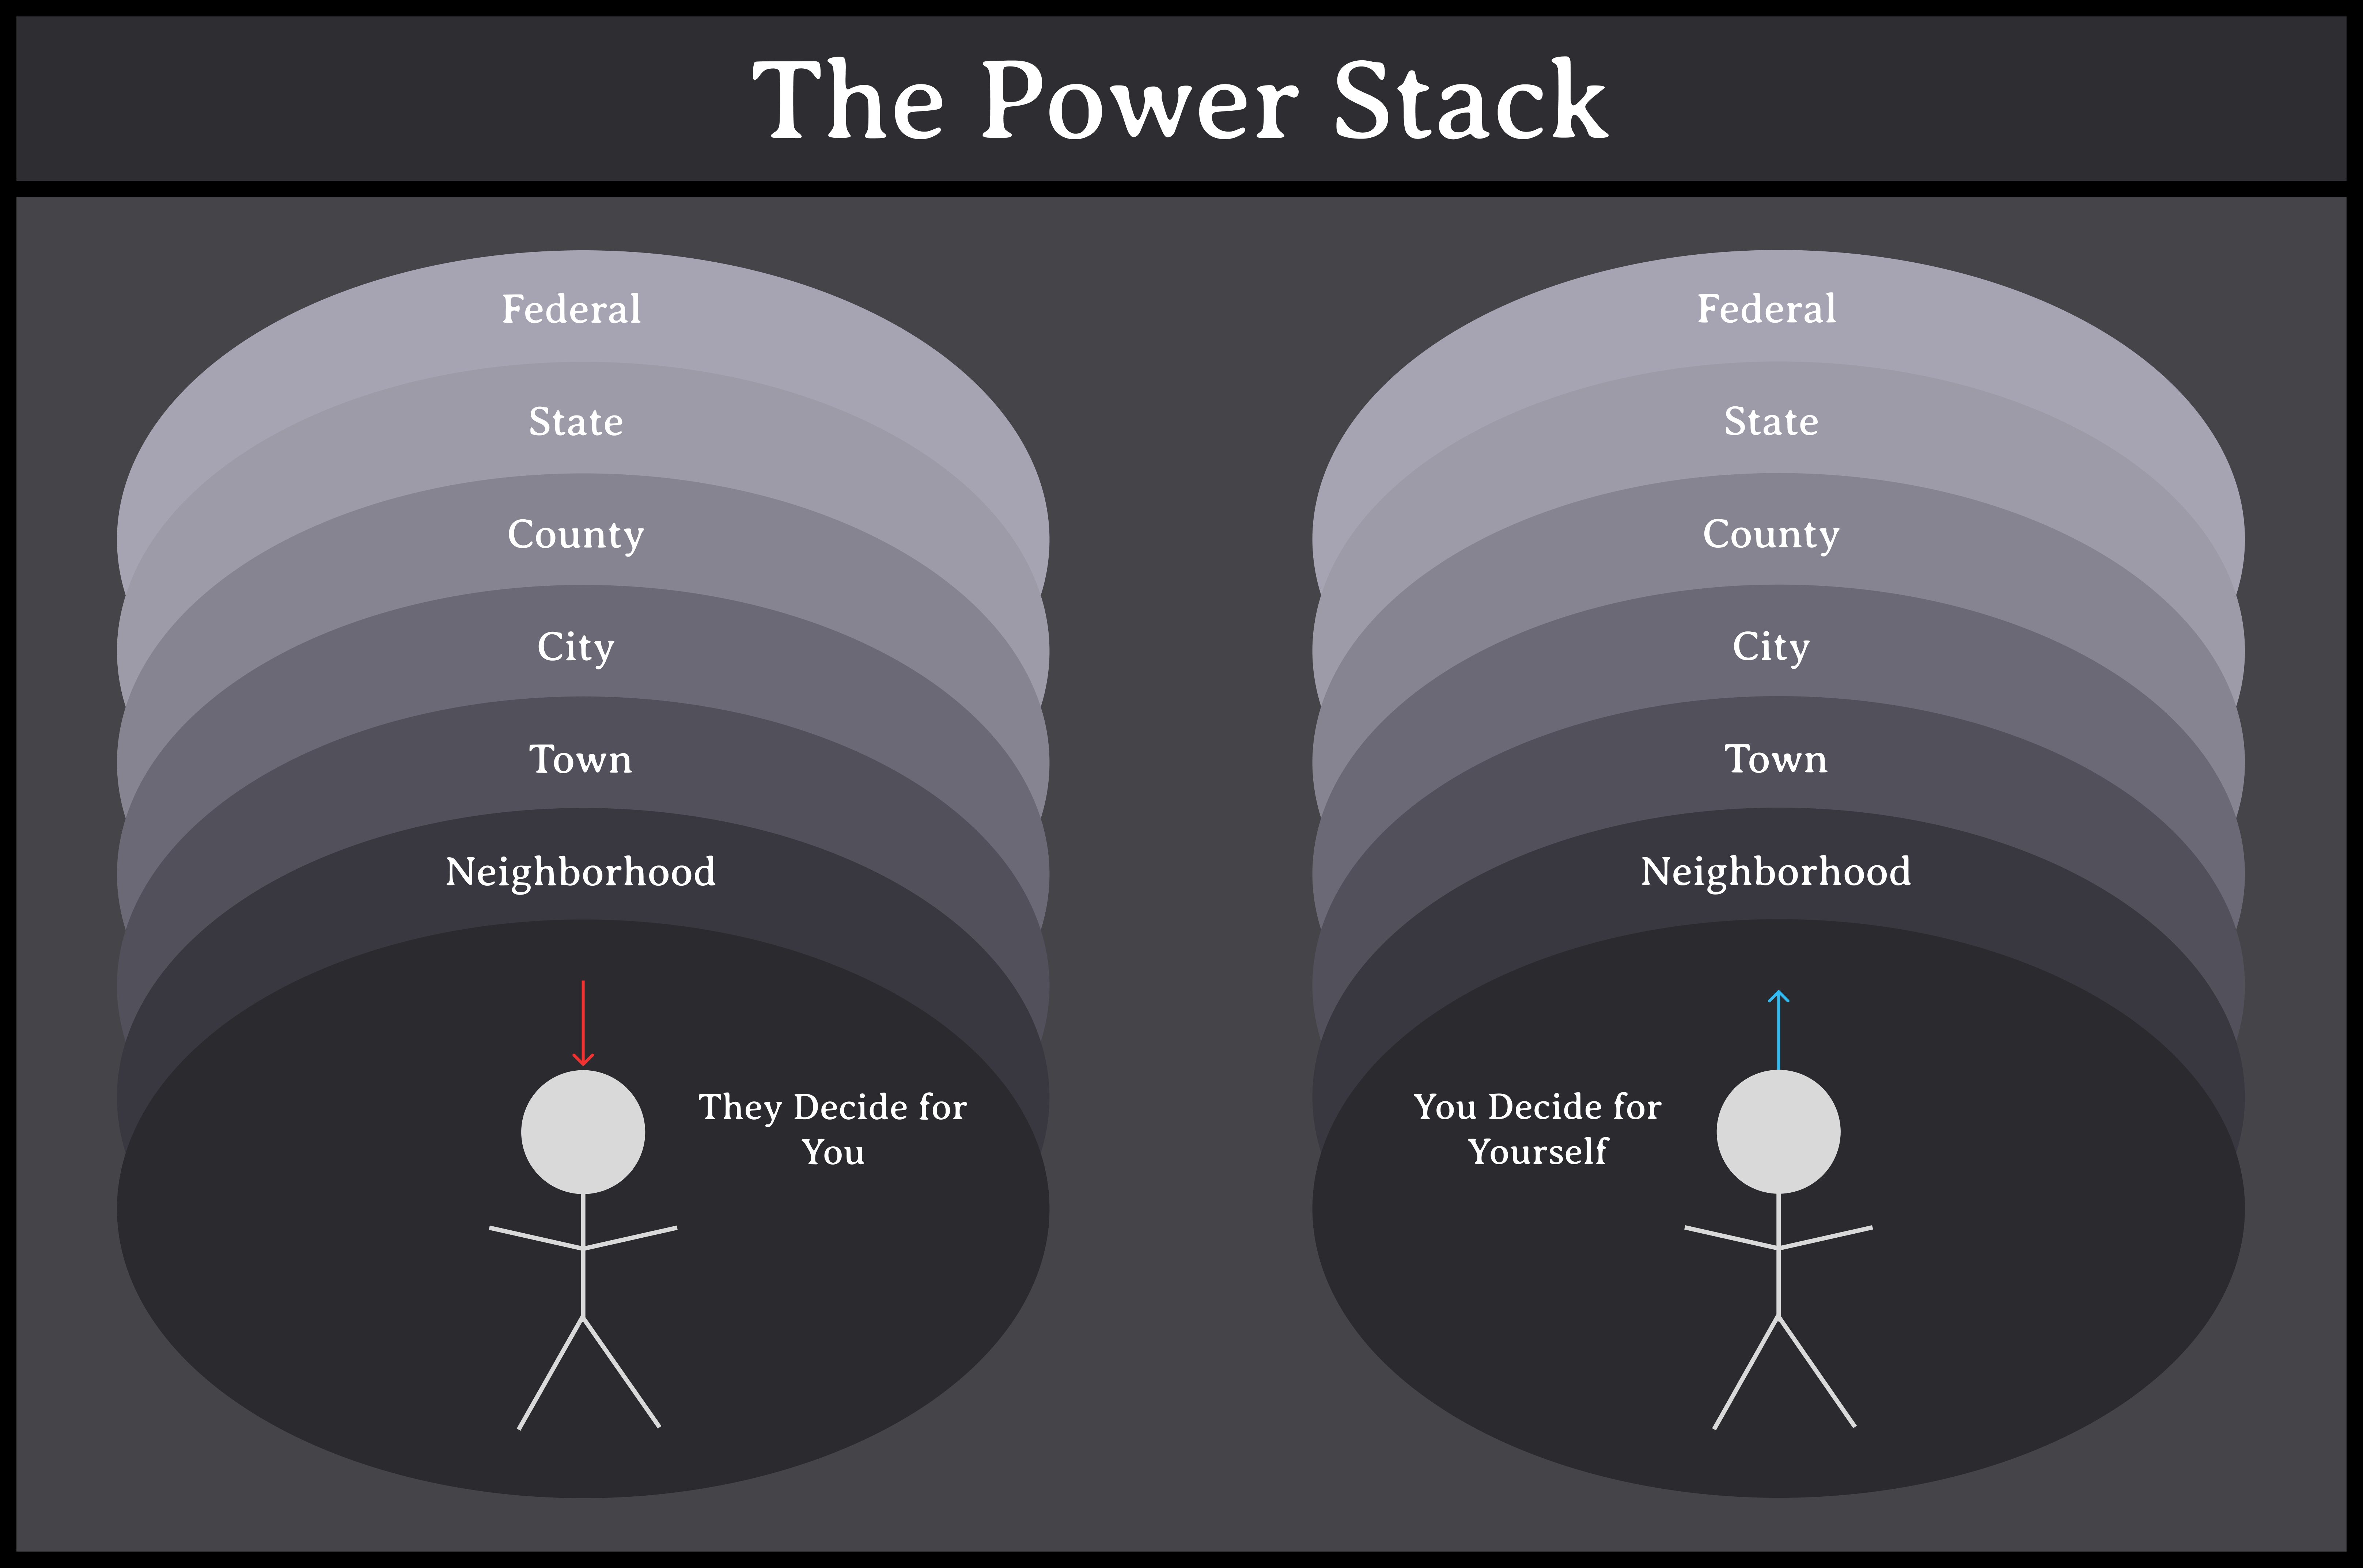 The Power Stack
Federal
State
County
City
Town
Neighborhood
They Decide for
You
Federal
State
County
City
Town
Neighborhood
You Decide for
Yourself